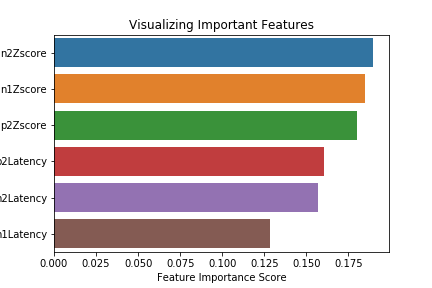 Visualizing Important Features
n2Zscore
n1Zscore
p2Zscore
2Latency
2Latency
1Latency
0.000 0.025 0.050 0.075 0.100 0.125 0.150 0.175
Feature Importance Score